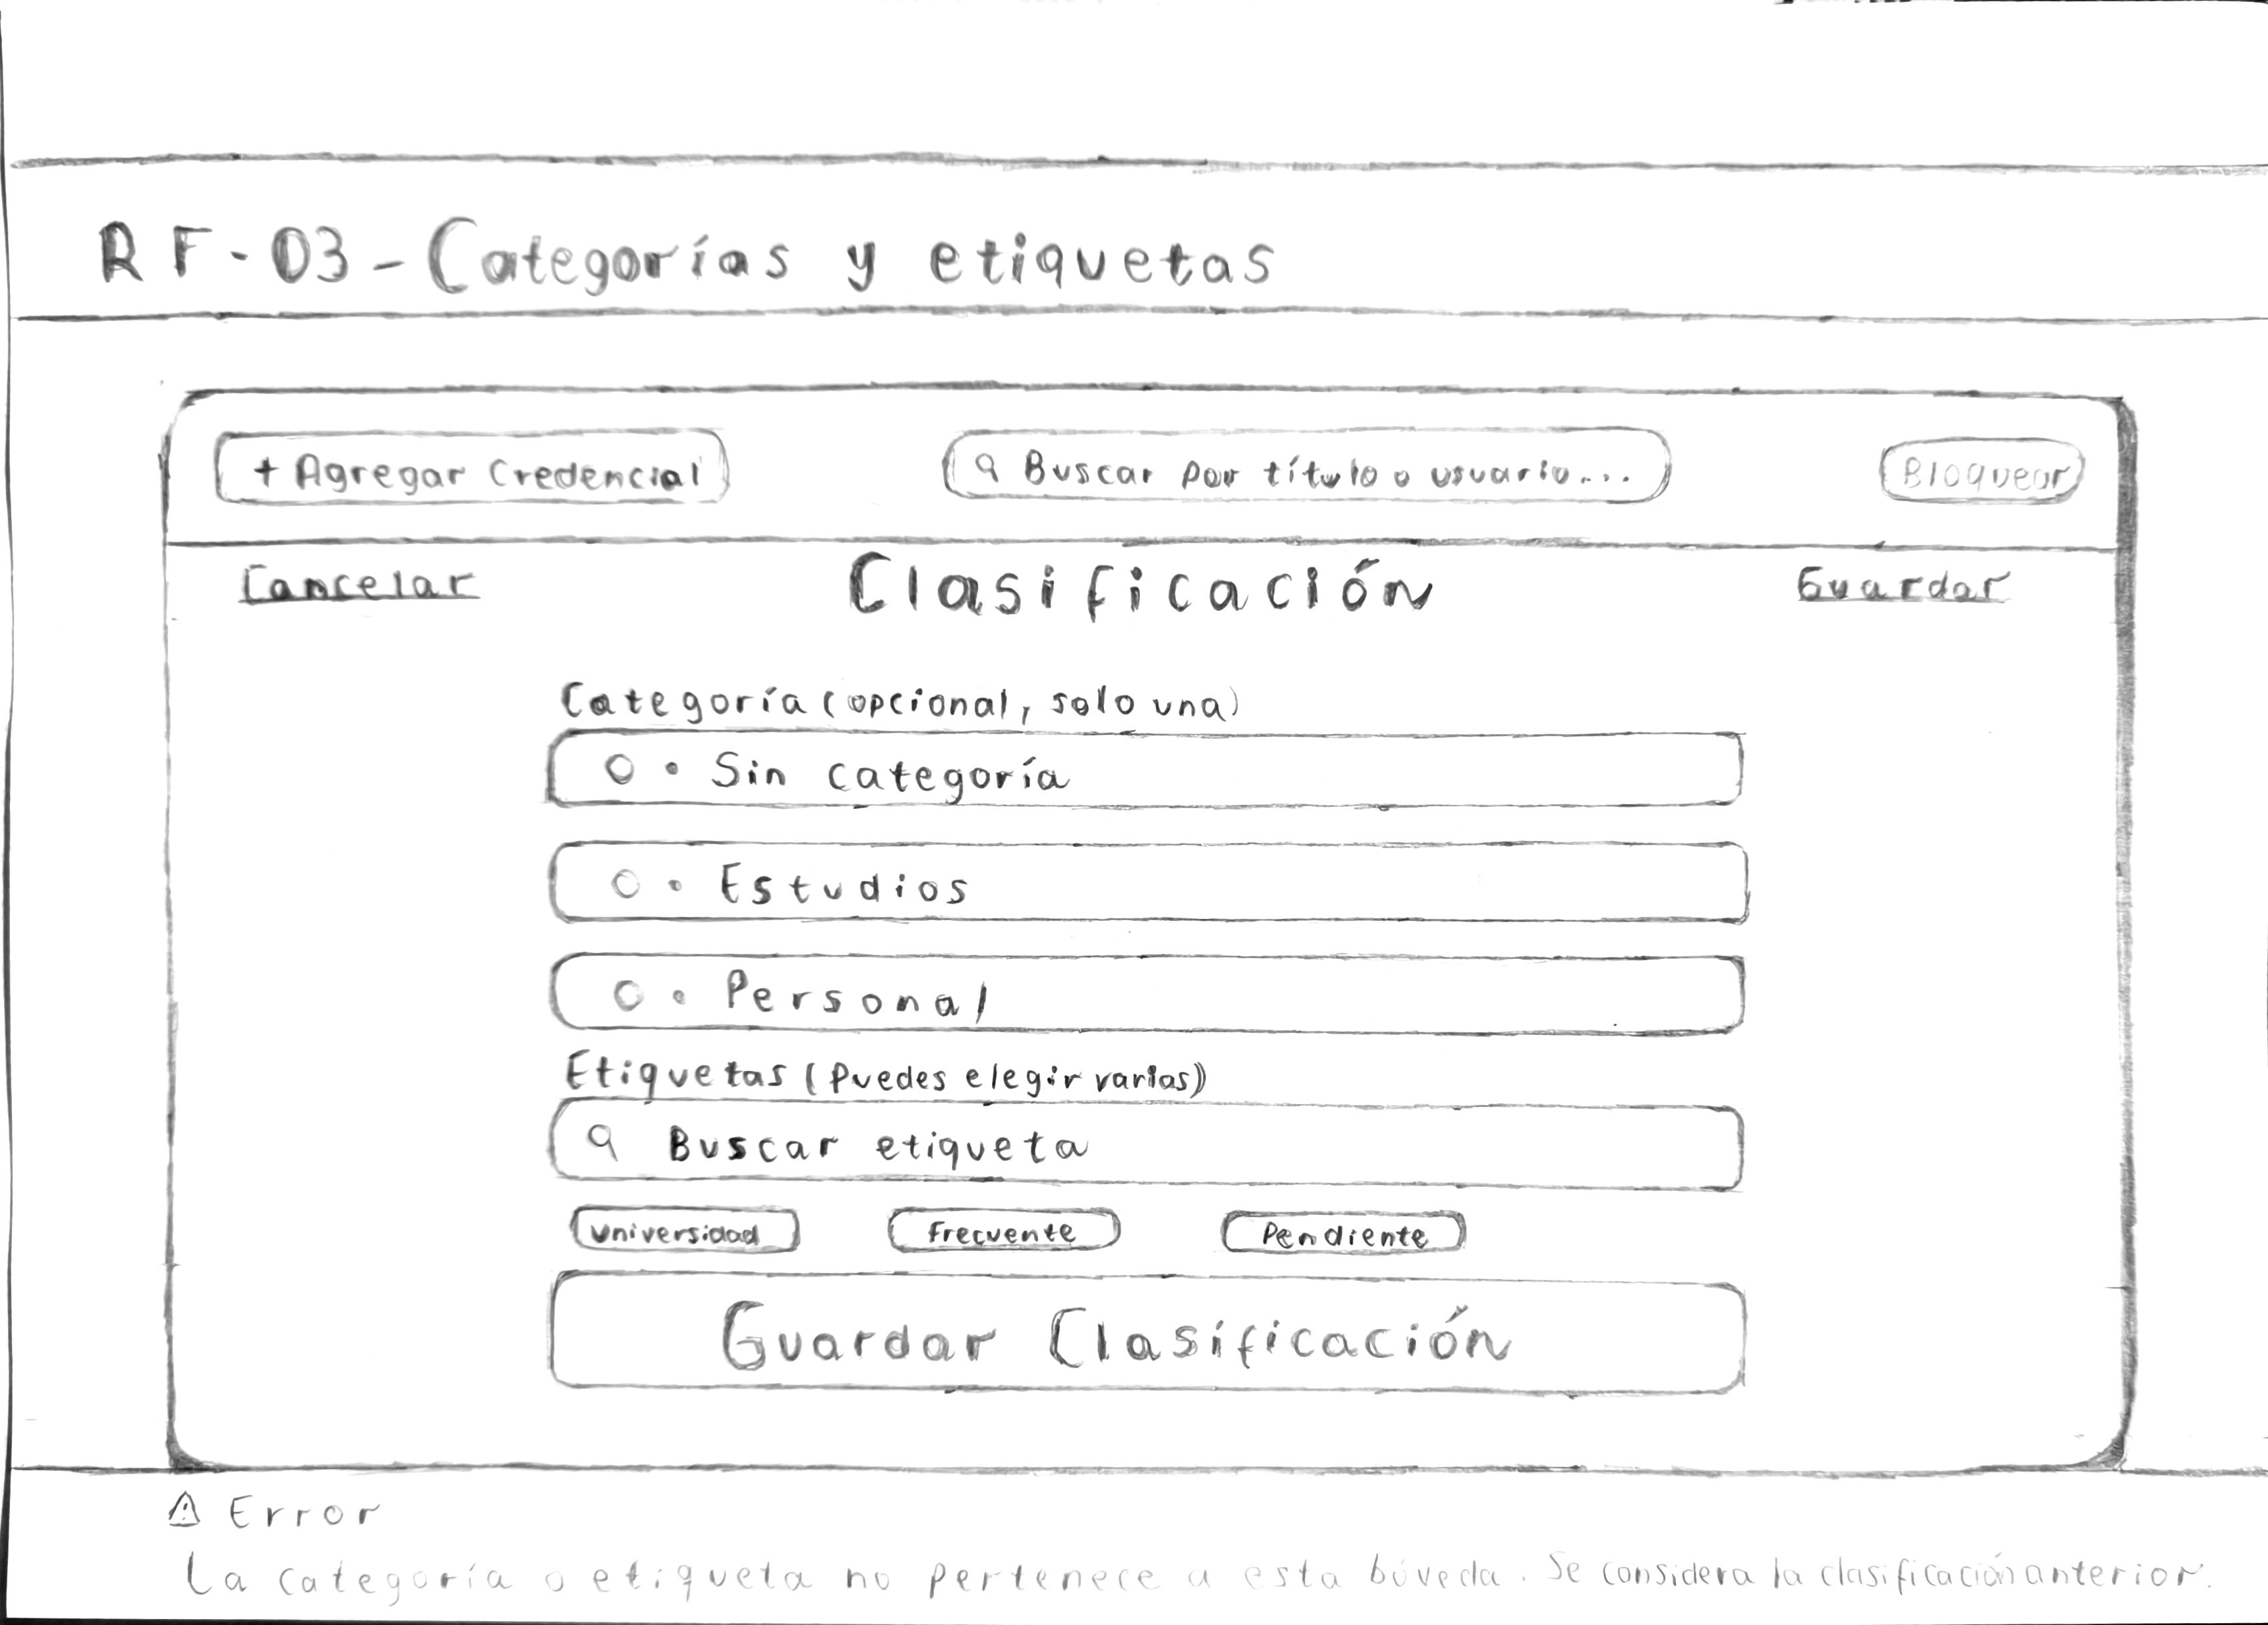 RF-03-Categorías y etiquetas
+ Agregar Credencial
Buscar por título o usuario...
Bloquear
Cancelar
Clasificación
Guardar
Categoría (opcional, solo una)
Sin categoría
Estudios
Personal
Etiquetas (Puedes elegir varias)
Buscar etiqueta
Universidad
Frecuente
Pendiente
Guardar Clasificación
Error
La categoría o etiqueta no pertenece a esta bóveda. Se considera la clasificación anterior.